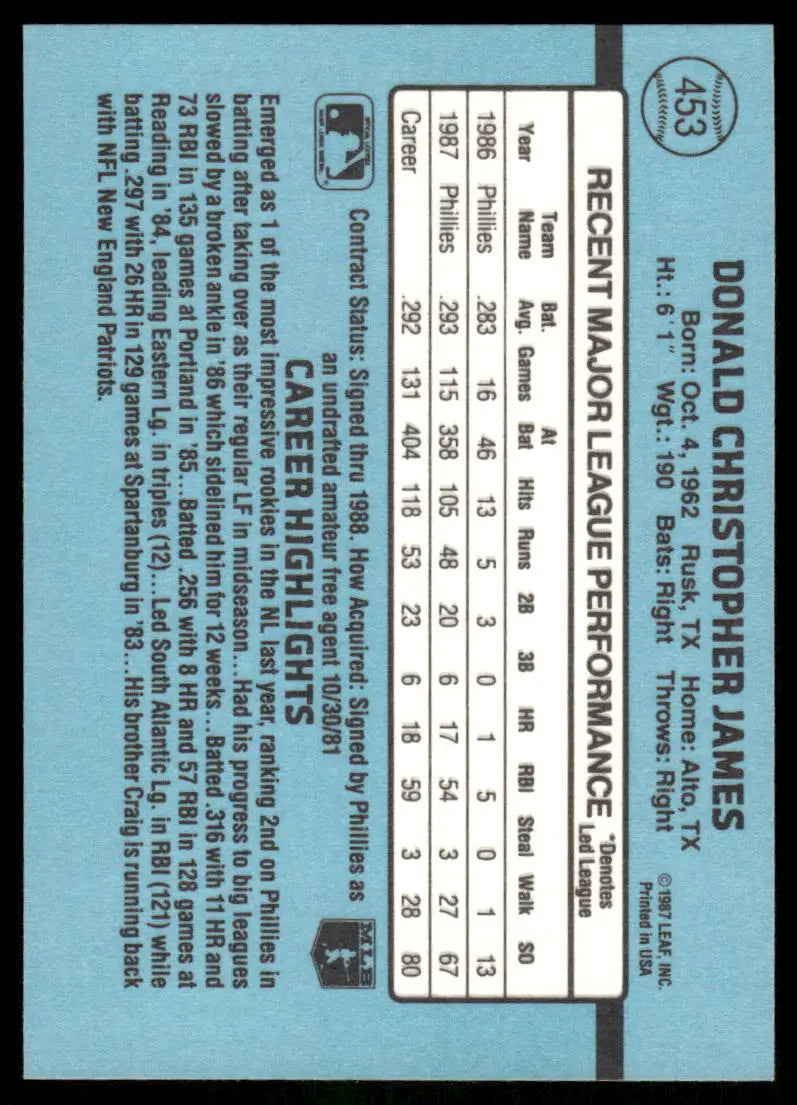 453
DONALD CHRISTOPHER JAMES
Born: Oct. 4, 1962 Rusk, TX Home: Alto, TX
Ht.: 6'1" Wgt.: 190 Bats: Right Throws: Right
©1987 LEAF, INC.
Printed in USA
RECENT MAJOR LEAGUE PERFORMANCE *Denotes Led League
Year Team Name Bat. Avg. Games At Bat Hits Runs 2B 3B HR RBI Steal Walk SO
1986 Phillies .283 16 46 13 5 3 0 1 5 0 1 13
1987 Phillies .293 115 358 105 48 20 6 17 54 3 27 67
Career .292 131 404 118 53 23 6 18 59 3 28 80
Contract Status: Signed thru 1988. How Acquired: Signed by Phillies as
an undrafted amateur free agent 10/30/81
MLB
CAREER HIGHLIGHTS
Emerged as 1 of the most impressive rookies in the NL last year, ranking 2nd on Phillies in
batting after taking over as their regular LF in midseason...Had his progress to big leagues
slowed by a broken ankle in '86 which sidelined him for 12 weeks...Batted .316 with 11 HR and
73 RBI in 135 games at Portland in '85...Batted .256 with 8 HR and 57 RBI in 128 games at
Reading in '84, leading Eastern Lg. in triples (12)...Led South Atlantic Lg. in RBI (121) while
batting .297 with 26 HR in 129 games at Spartanburg in '83...His brother Craig is running back
with NFL New England Patriots.